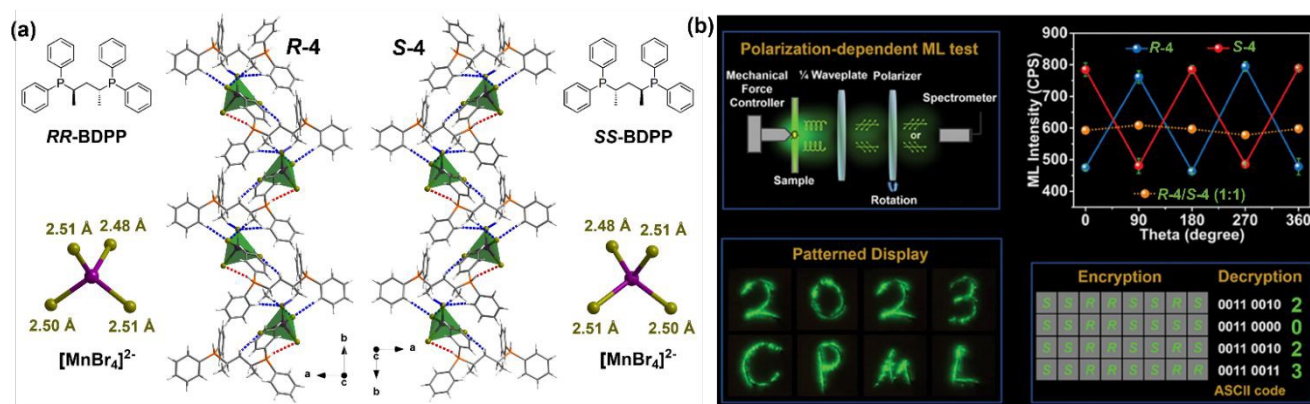 (a)
R-4
S-4
P
P
P
P
RR-BDPP
SS-BDPP
2.51 Å
2.48 Å
2.50 Å
2.51 Å
[MnBr4]2-
2.48 Å
2.51 Å
2.51 Å
2.50 Å
[MnBr4]2-
b
a
c
c
a
b
(b)
Polarization-dependent ML test
Mechanical
Force
Controller
¼ Waveplate
Polarizer
Spectrometer
or
Sample
Rotation
ML Intensity (CPS)
900
800
700
600
500
400
R-4
S-4
R-4/S-4 (1:1)
0
90
180
270
360
Theta (degree)
Patterned Display
2 0 2 3
C P M L
Encryption
Decryption
S S R R S S R S
0011 0010 2
S S R R S S S S
0011 0000 0
S S R R S S R S
0011 0010 2
S S R R S S R R
0011 0011 3
ASCII code